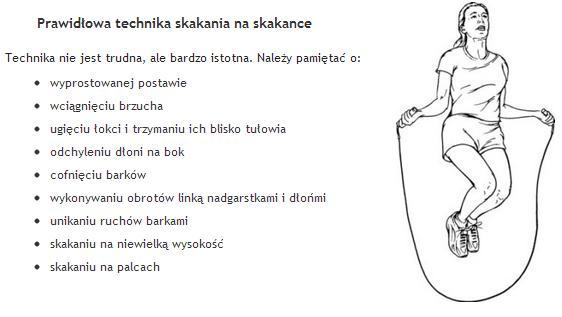 Prawidłowa technika skakania na skakance
Technika nie jest trudna, ale bardzo istotna. Należy pamiętać o:
• wyprostowanej postawie
• wciągnięciu brzucha
• ugięciu łokci i trzymaniu ich blisko tułowia
• odchyleniu dłoni na bok
• cofnięciu barków
• wykonywaniu obrotów linką nadgarstkami i dłońmi
• unikaniu ruchów barkami
• skakaniu na niewielką wysokość
• skakaniu na palcach